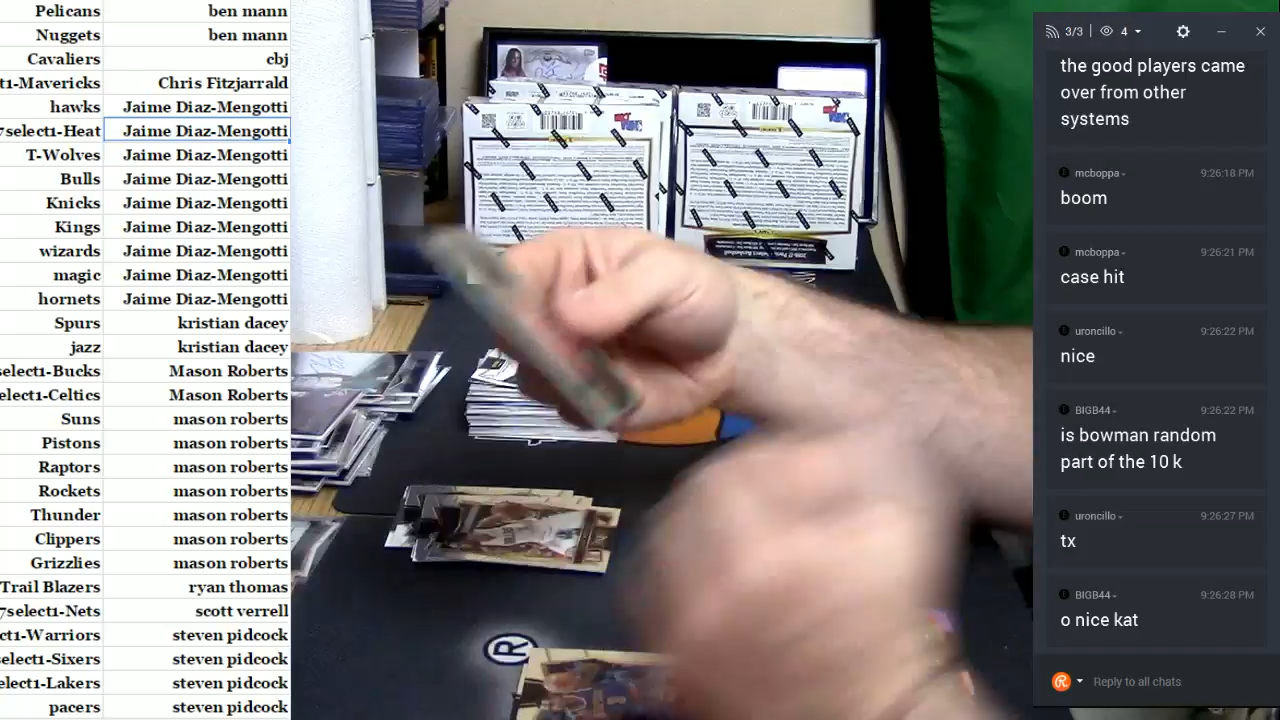 Pelicans ben mann
Nuggets ben mann
Cavaliers cbj
t1-Mavericks Chris Fitzjarrald
hawks Jaime Diaz-Mengotti
7select1-Heat Jaime Diaz-Mengotti
T-Wolves Jaime Diaz-Mengotti
Bulls Jaime Diaz-Mengotti
Knicks Jaime Diaz-Mengotti
Kings Jaime Diaz-Mengotti
wizards Jaime Diaz-Mengotti
magic Jaime Diaz-Mengotti
hornets Jaime Diaz-Mengotti
Spurs kristian dacey
jazz kristian dacey
select1-Bucks Mason Roberts
elect1-Celtics Mason Roberts
Suns mason roberts
Pistons mason roberts
Raptors mason roberts
Rockets mason roberts
Thunder mason roberts
Clippers mason roberts
Grizzlies mason roberts
Trail Blazers ryan thomas
7select1-Nets scott verrell
ct1-Warriors steven pidcock
select1-Sixers steven pidcock
elect1-Lakers steven pidcock
pacers steven pidcock
R
3/3 4
the good players came
over from other
systems
mcboppa 9:26:18 PM
boom
mcboppa 9:26:21 PM
case hit
uroncillo 9:26:22 PM
nice
BIGB44 9:26:22 PM
is bowman random
part of the 10 k
uroncillo 9:26:27 PM
tx
BIGB44 9:26:28 PM
o nice kat
Reply to all chats